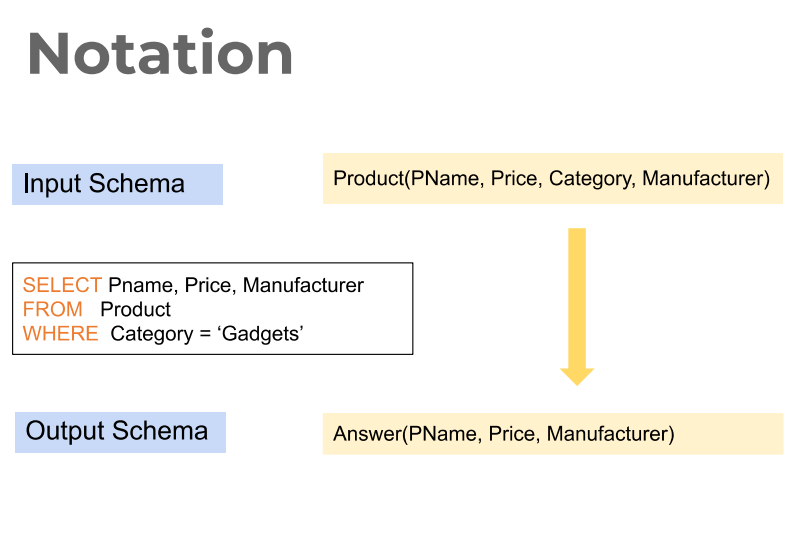 Notation
Input Schema
Product(PName, Price, Category, Manufacturer)
SELECT Pname, Price, Manufacturer
FROM Product
WHERE Category = ‘Gadgets’
Output Schema
Answer(PName, Price, Manufacturer)